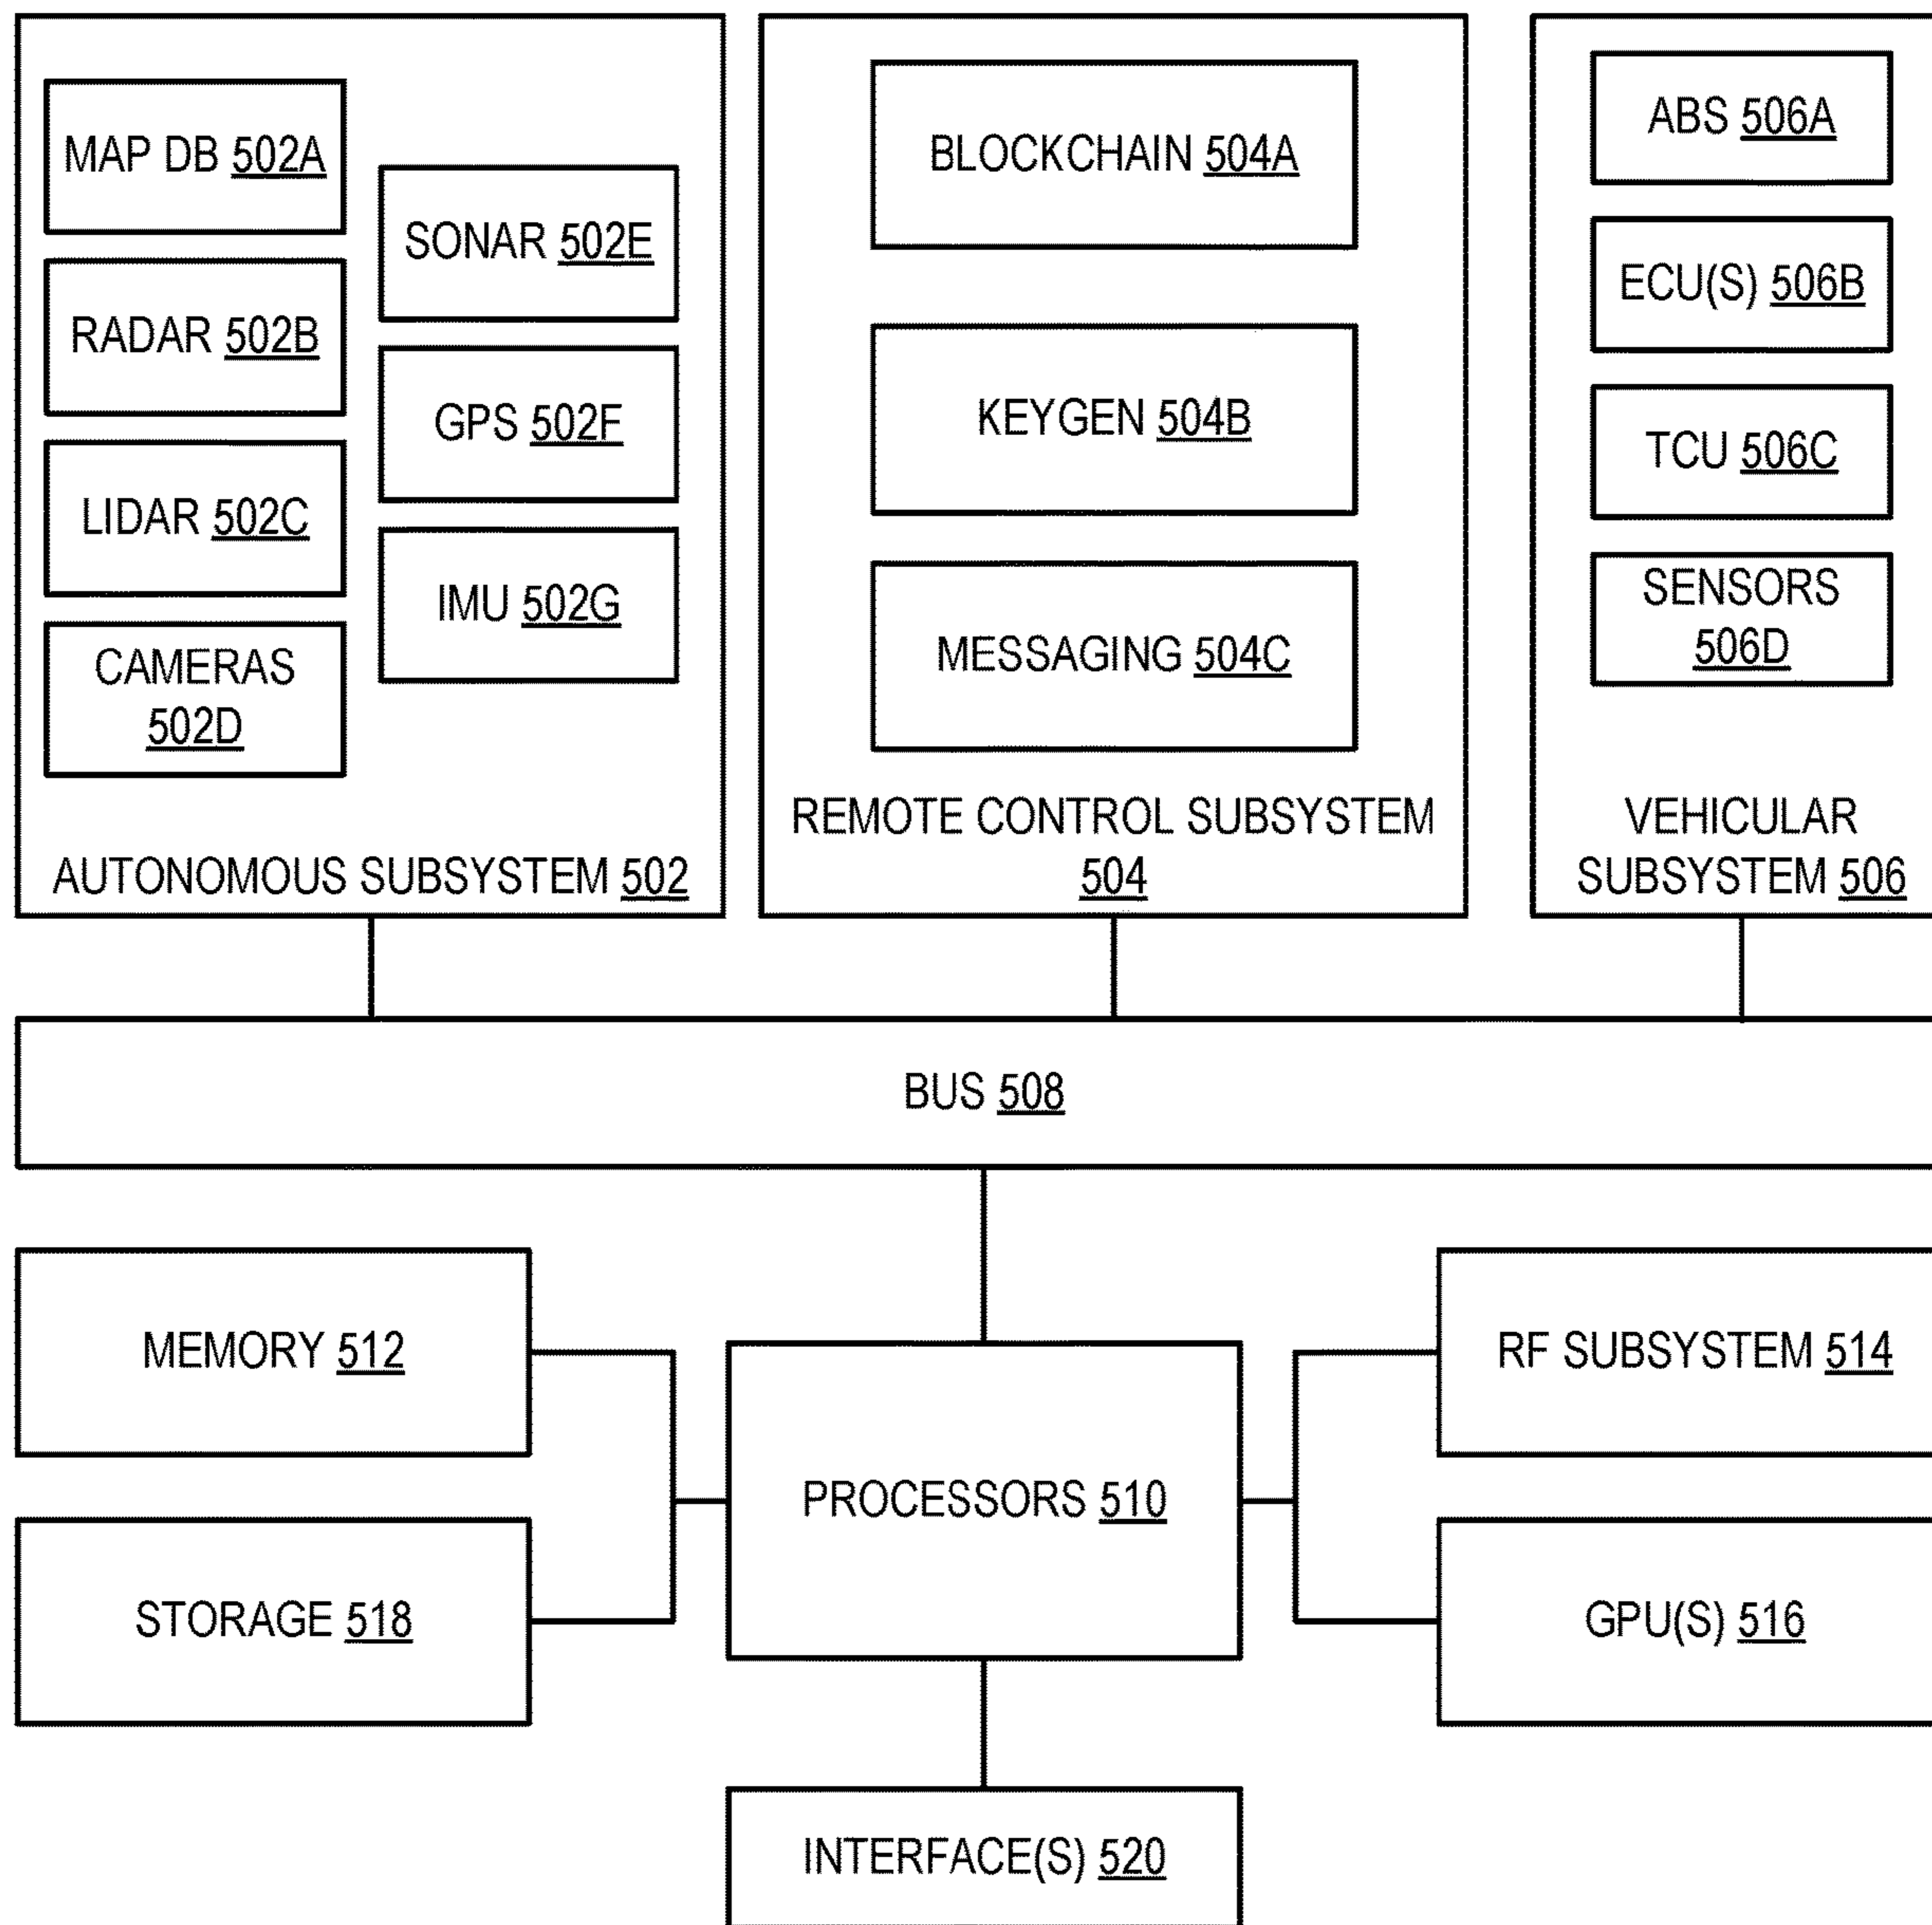 MAP DB 502A
RADAR 502B
LIDAR 502C
CAMERAS
502D
SONAR 502E
GPS 502F
IMU 502G
AUTONOMOUS SUBSYSTEM 502
BLOCKCHAIN 504A
KEYGEN 504B
MESSAGING 504C
REMOTE CONTROL SUBSYSTEM
504
ABS 506A
ECU(S) 506B
TCU 506C
SENSORS
506D
VEHICULAR
SUBSYSTEM 506
BUS 508
MEMORY 512
STORAGE 518
PROCESSORS 510
RF SUBSYSTEM 514
GPU(S) 516
INTERFACE(S) 520